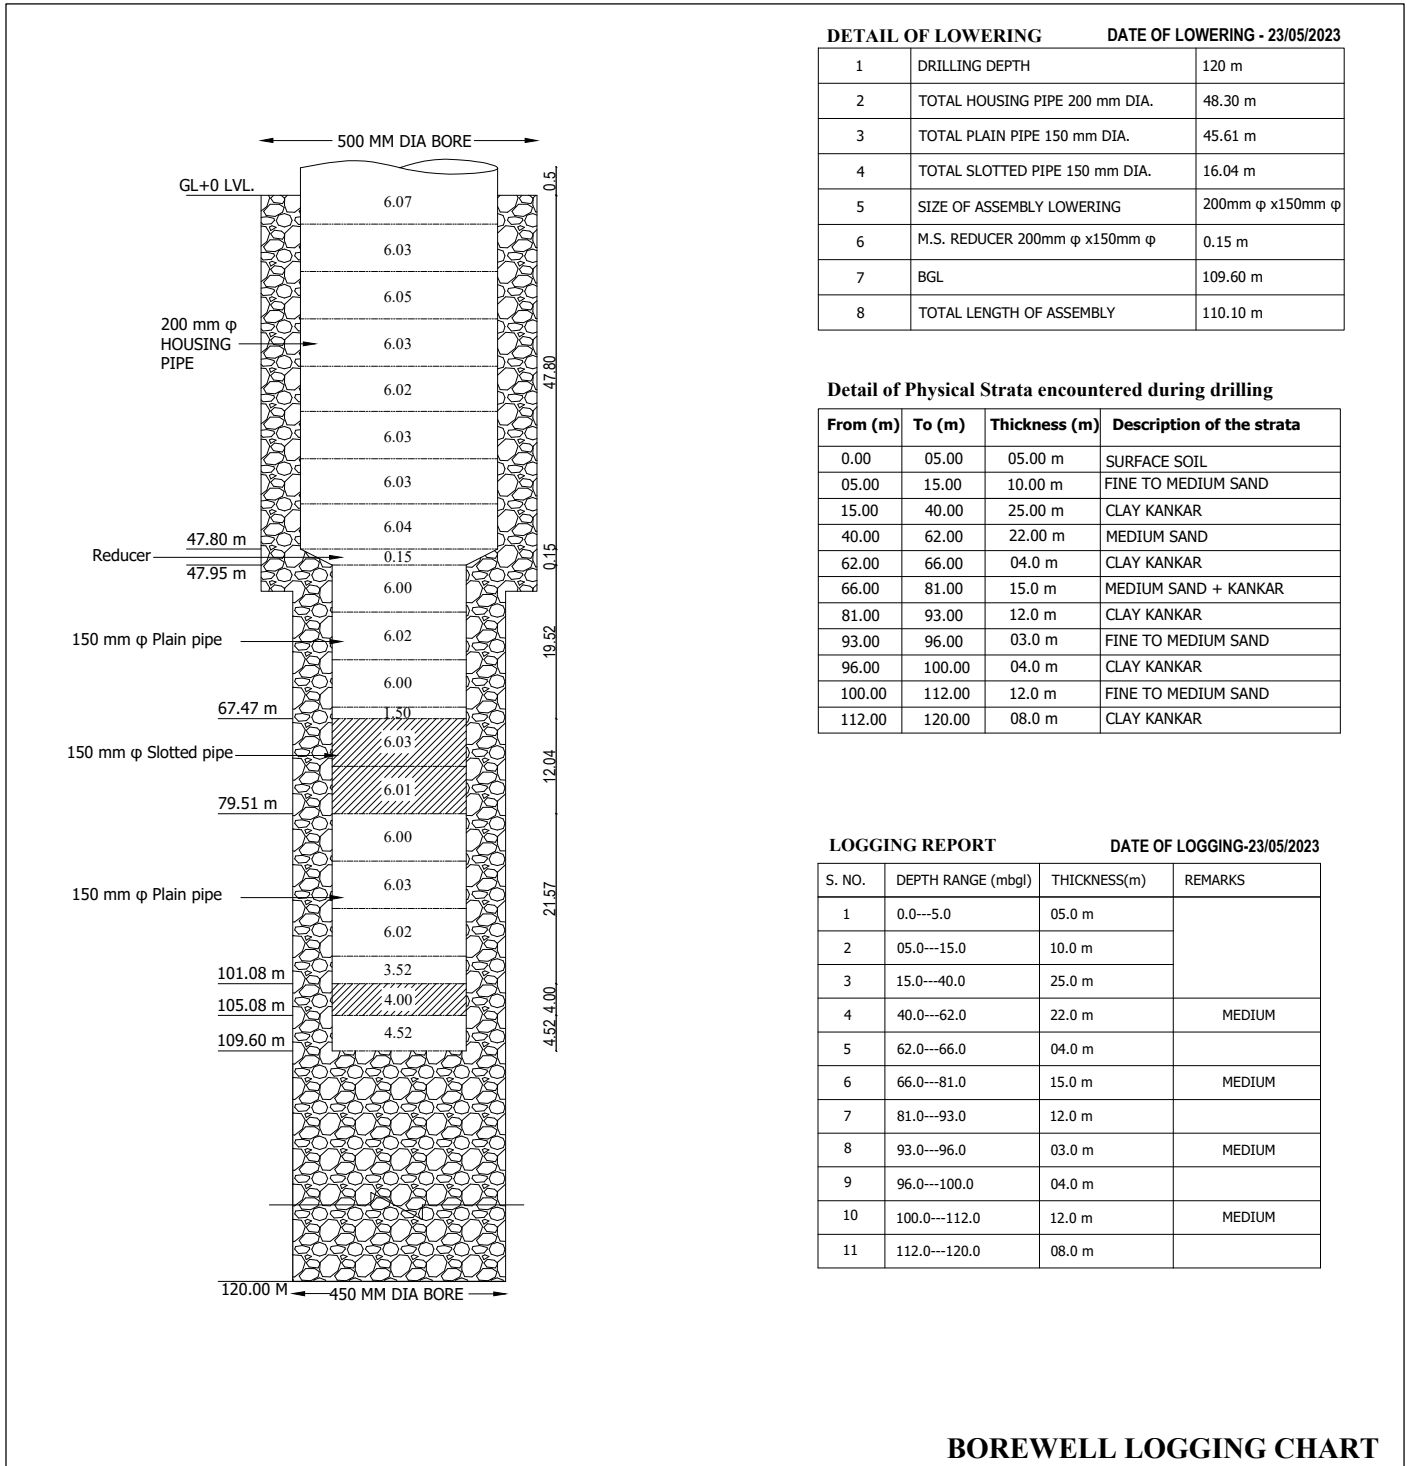 500 MM DIA BORE
GL+0 LVL.
0.5
6.07
6.03
6.05
200 mm φ
HOUSING
PIPE
6.03
47.80
6.02
6.03
6.03
6.04
47.80 m
Reducer
0.15
0.15
47.95 m
6.00
150 mm φ Plain pipe
6.02
19.52
6.00
1.50
67.47 m
6.03
150 mm φ Slotted pipe
12.04
6.01
79.51 m
6.00
150 mm φ Plain pipe
6.03
21.57
6.02
3.52
101.08 m
4.00
4.00
105.08 m
4.52
4.52
109.60 m
120.00 M
450 MM DIA BORE
DETAIL OF LOWERING DATE OF LOWERING - 23/05/2023
1 DRILLING DEPTH 120 m
2 TOTAL HOUSING PIPE 200 mm DIA. 48.30 m
3 TOTAL PLAIN PIPE 150 mm DIA. 45.61 m
4 TOTAL SLOTTED PIPE 150 mm DIA. 16.04 m
5 SIZE OF ASSEMBLY LOWERING 200mm φ x150mm φ
6 M.S. REDUCER 200mm φ x150mm φ 0.15 m
7 BGL 109.60 m
8 TOTAL LENGTH OF ASSEMBLY 110.10 m
Detail of Physical Strata encountered during drilling
From (m) To (m) Thickness (m) Description of the strata
0.00 05.00 05.00 m SURFACE SOIL
05.00 15.00 10.00 m FINE TO MEDIUM SAND
15.00 40.00 25.00 m CLAY KANKAR
40.00 62.00 22.00 m MEDIUM SAND
62.00 66.00 04.0 m CLAY KANKAR
66.00 81.00 15.0 m MEDIUM SAND + KANKAR
81.00 93.00 12.0 m CLAY KANKAR
93.00 96.00 03.0 m FINE TO MEDIUM SAND
96.00 100.00 04.0 m CLAY KANKAR
100.00 112.00 12.0 m FINE TO MEDIUM SAND
112.00 120.00 08.0 m CLAY KANKAR
LOGGING REPORT DATE OF LOGGING-23/05/2023
S. NO. DEPTH RANGE (mbgl) THICKNESS(m) REMARKS
1 0.0---5.0 05.0 m
2 05.0---15.0 10.0 m
3 15.0---40.0 25.0 m
4 40.0---62.0 22.0 m MEDIUM
5 62.0---66.0 04.0 m
6 66.0---81.0 15.0 m MEDIUM
7 81.0---93.0 12.0 m
8 93.0---96.0 03.0 m MEDIUM
9 96.0---100.0 04.0 m
10 100.0---112.0 12.0 m MEDIUM
11 112.0---120.0 08.0 m
BOREWELL LOGGING CHART